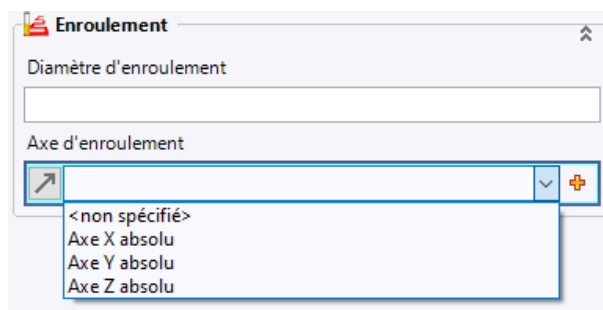 Enroulement
Diamètre d'enroulement
Axe d'enroulement
<non spécifié>
Axe X absolu
Axe Y absolu
Axe Z absolu